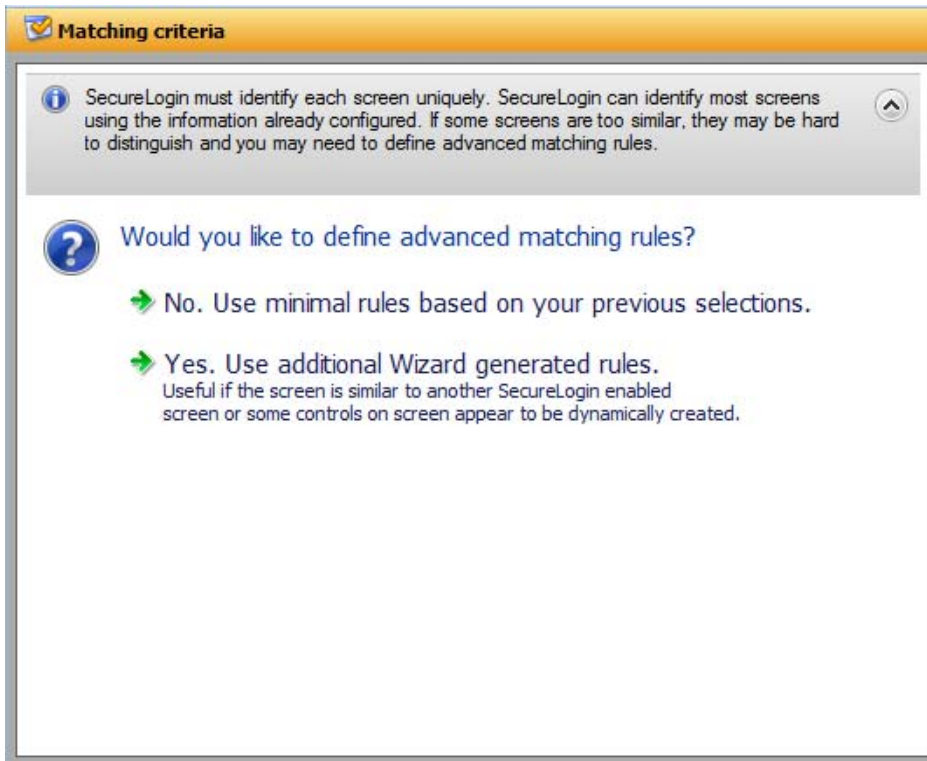 Matching criteria
SecureLogin must identify each screen uniquely. SecureLogin can identify most screens
using the information already configured. If some screens are too similar, they may be hard
to distinguish and you may need to define advanced matching rules.
Would you like to define advanced matching rules?
No. Use minimal rules based on your previous selections.
Yes. Use additional Wizard generated rules.
Useful if the screen is similar to another SecureLogin enabled
screen or some controls on screen appear to be dynamically created.